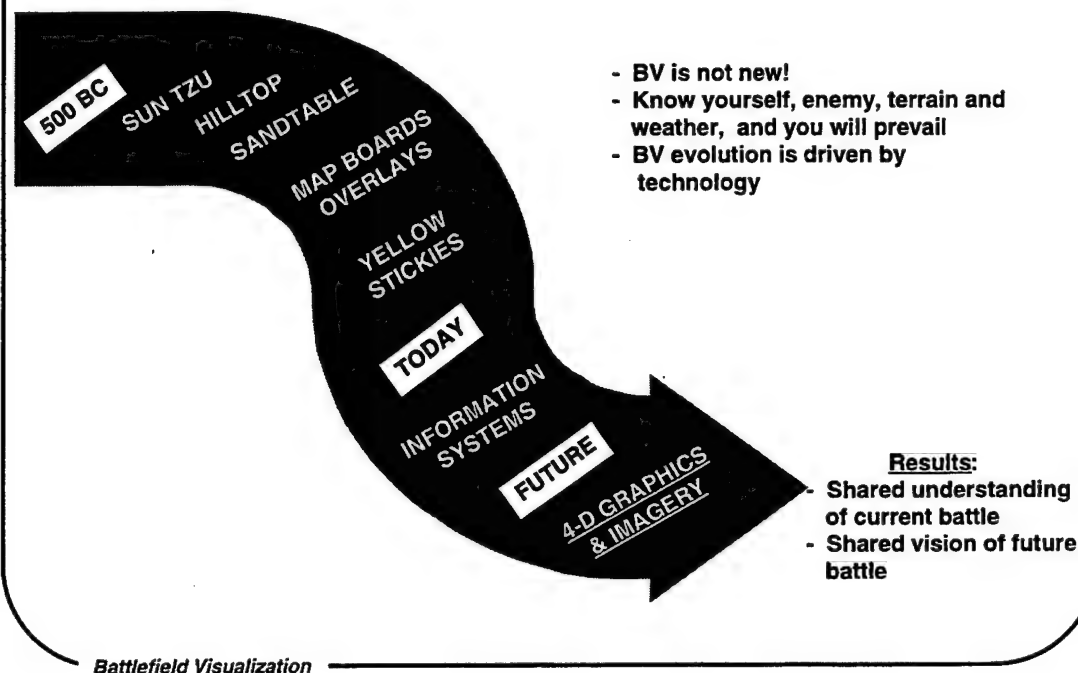 500 BC
SUN TZU
HILLTOP
SANDTABLE
MAP BOARDS
OVERLAYS
YELLOW
STICKIES
TODAY
INFORMATION
SYSTEMS
FUTURE
4-D GRAPHICS
& IMAGERY
- BV is not new!
- Know yourself, enemy, terrain and
weather, and you will prevail
- BV evolution is driven by
technology
Results:
- Shared understanding
of current battle
- Shared vision of future
battle
Battlefield Visualization